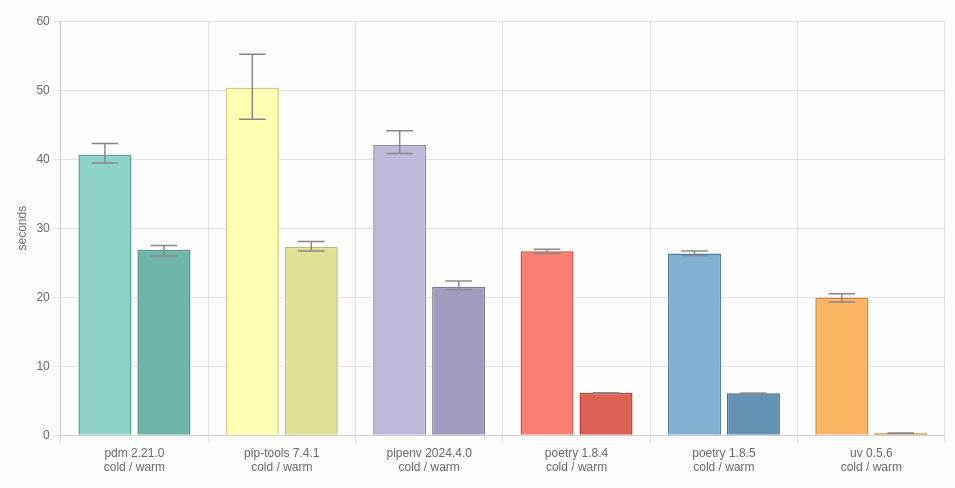 60
50
40
30
20
10
0
seconds
pdm 2.21.0
cold / warm
pip-tools 7.4.1
cold / warm
pipenv 2024.4.0
cold / warm
poetry 1.8.4
cold / warm
poetry 1.8.5
cold / warm
uv 0.5.6
cold / warm